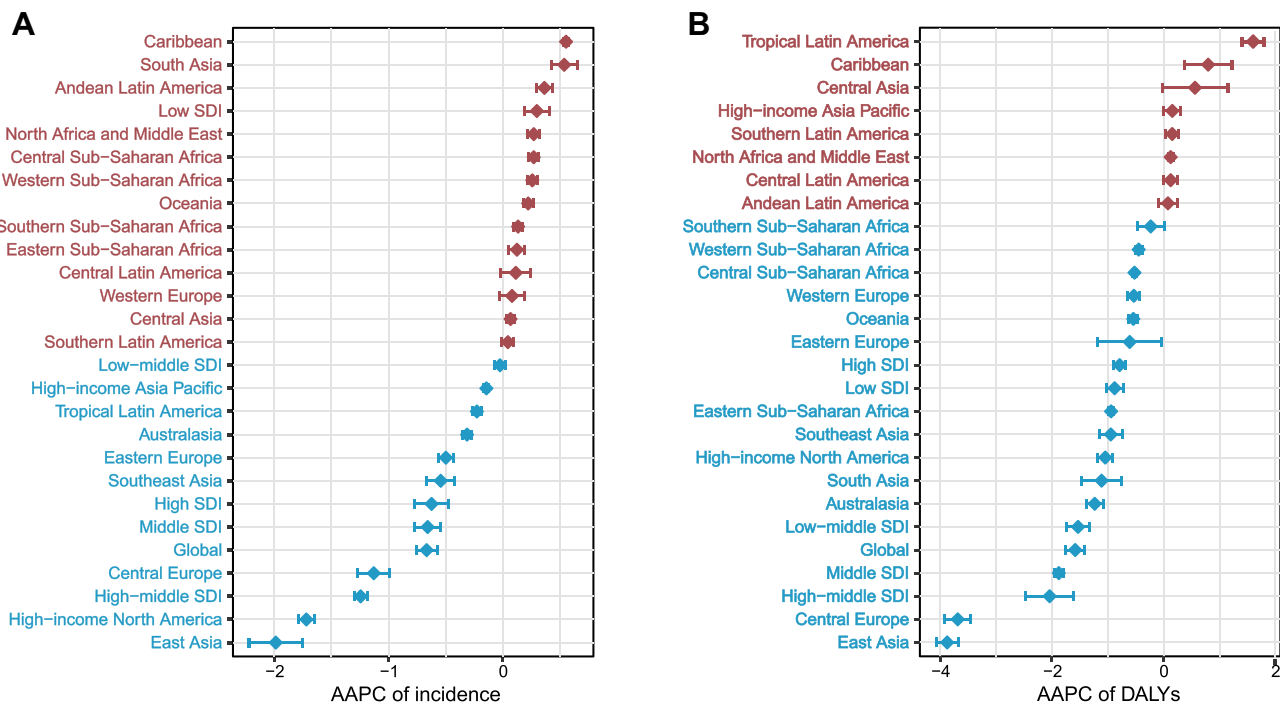 A
Caribbean
South Asia
Andean Latin America
Low SDI
North Africa and Middle East
Central Sub−Saharan Africa
Western Sub−Saharan Africa
Oceania
Southern Sub−Saharan Africa
Eastern Sub−Saharan Africa
Central Latin America
Western Europe
Central Asia
Southern Latin America
Low−middle SDI
High−income Asia Pacific
Tropical Latin America
Australasia
Eastern Europe
Southeast Asia
High SDI
Middle SDI
Global
Central Europe
High−middle SDI
High−income North America
East Asia
−2 −1 0
AAPC of incidence
B
Tropical Latin America
Caribbean
Central Asia
High−income Asia Pacific
Southern Latin America
North Africa and Middle East
Central Latin America
Andean Latin America
Southern Sub−Saharan Africa
Western Sub−Saharan Africa
Central Sub−Saharan Africa
Western Europe
Oceania
Eastern Europe
High SDI
Low SDI
Eastern Sub−Saharan Africa
Southeast Asia
High−income North America
South Asia
Australasia
Low−middle SDI
Global
Middle SDI
High−middle SDI
Central Europe
East Asia
−4 −2 0 2
AAPC of DALYs